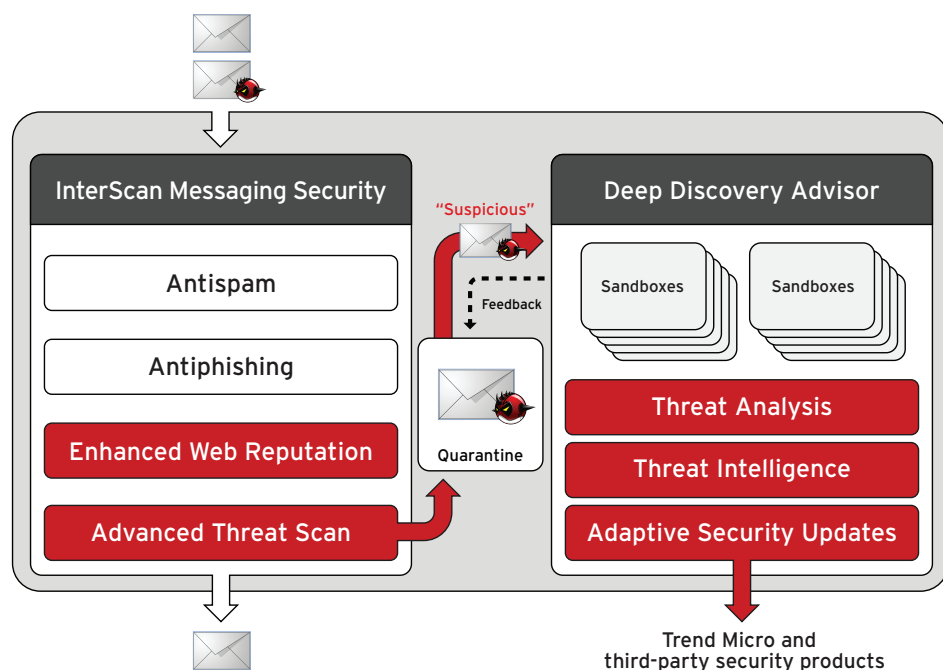 InterScan Messaging Security
Antispam
Antiphishing
Enhanced Web Reputation
Advanced Threat Scan
“Suspicious”
Feedback
Quarantine
Deep Discovery Advisor
Sandboxes
Sandboxes
Threat Analysis
Threat Intelligence
Adaptive Security Updates
Trend Micro and
third-party security products